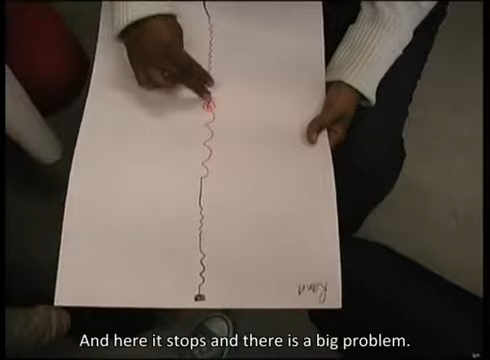 And here it stops and there is a big problem.